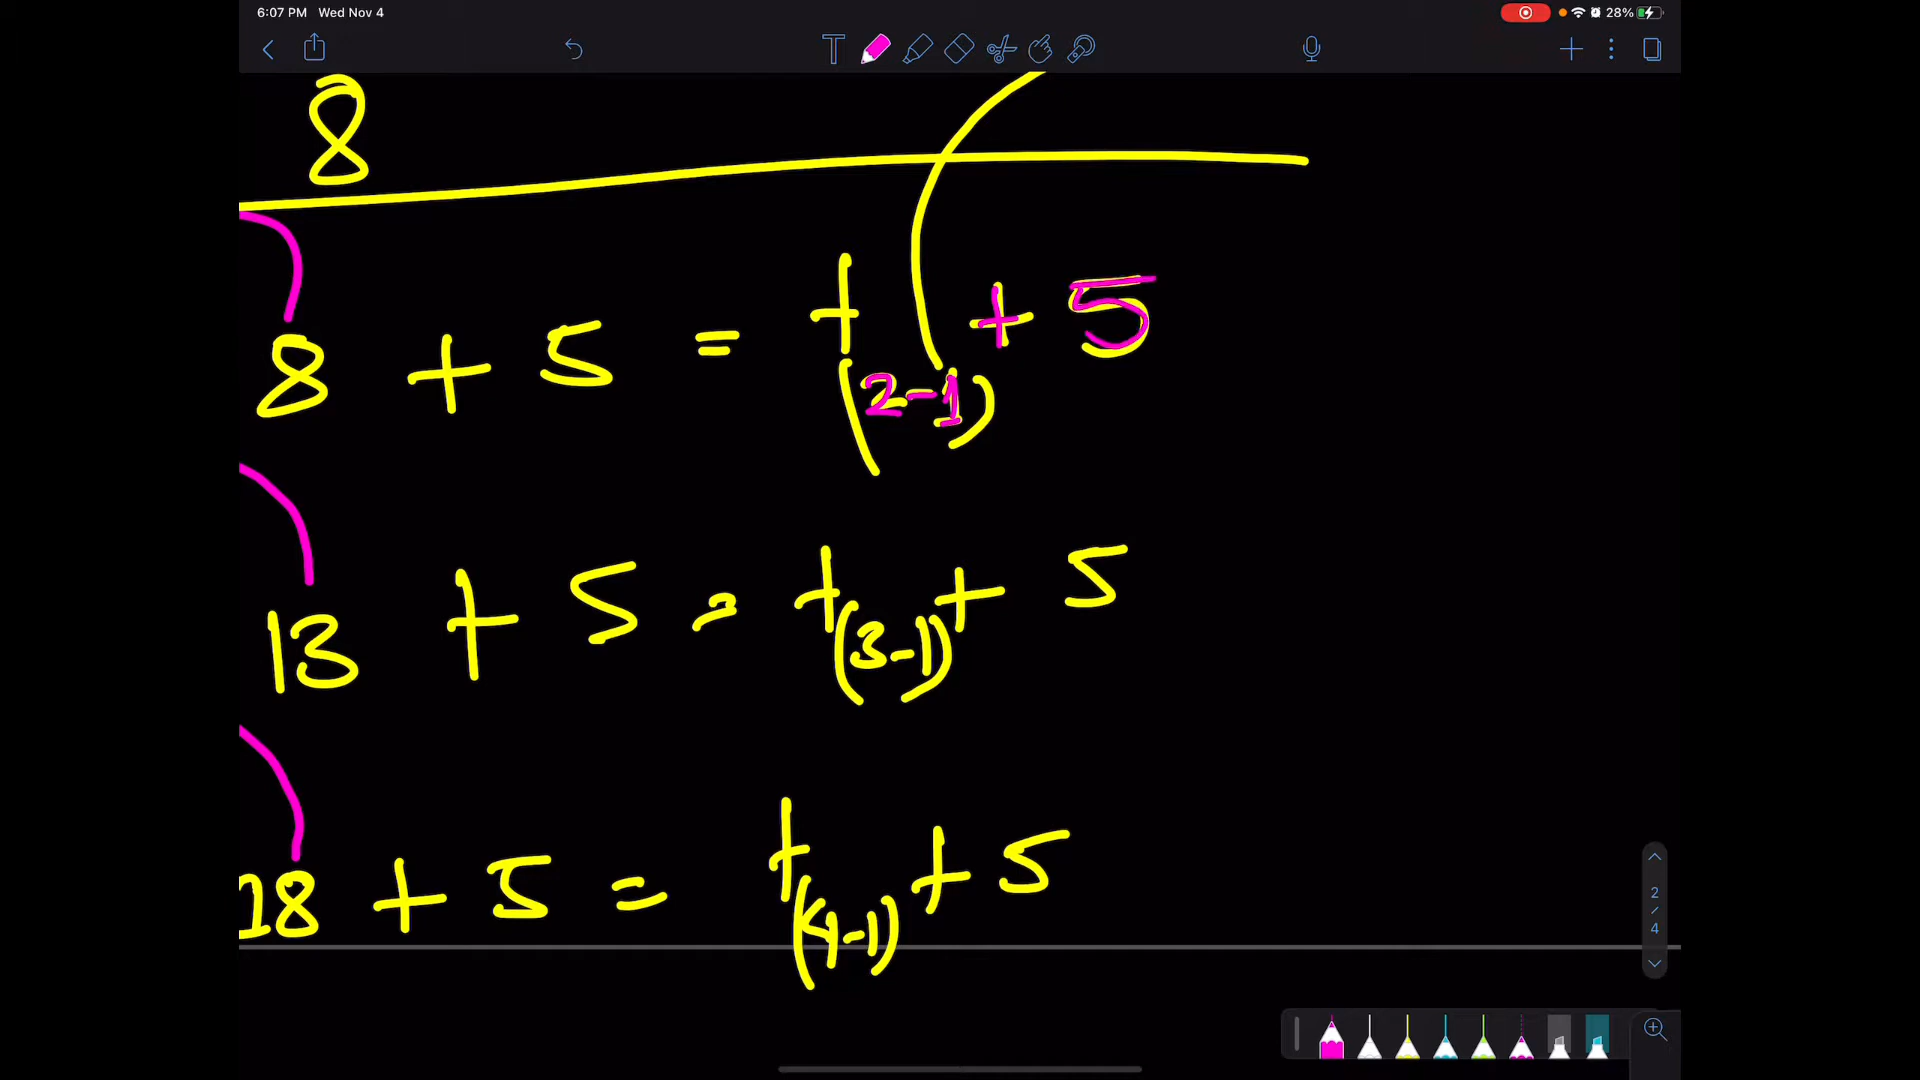 6:07 PM Wed Nov 4 28%
T
8
8 + 5 = t(2-1) + 5
13 + 5 = t(3-1) + 5
18 + 5 = t(4-1) + 5
2 / 4